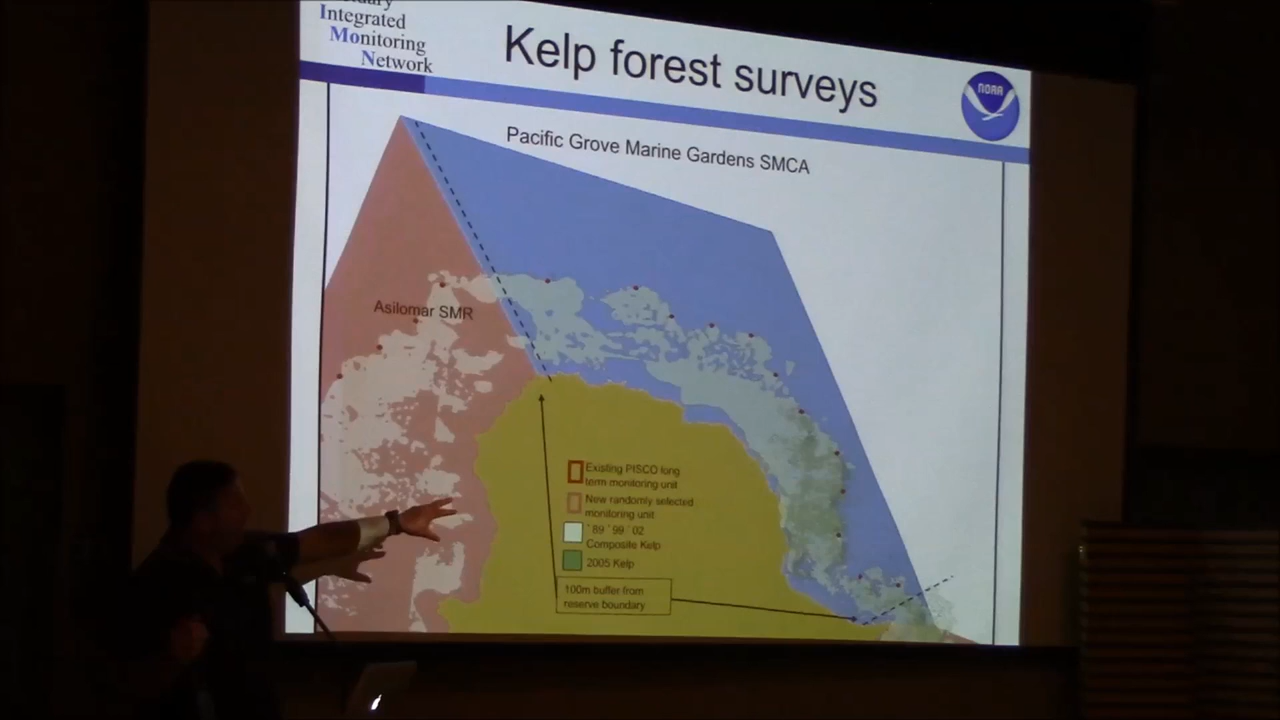 Integrated
Monitoring
Network
Kelp forest surveys
NOAA
Pacific Grove Marine Gardens SMCA
Asilomar SMR
Existing PISCO long
term monitoring unit
New randomly selected
monitoring unit
'89 '99 '02
Composite Kelp
2005 Kelp
100m buffer from
reserve boundary